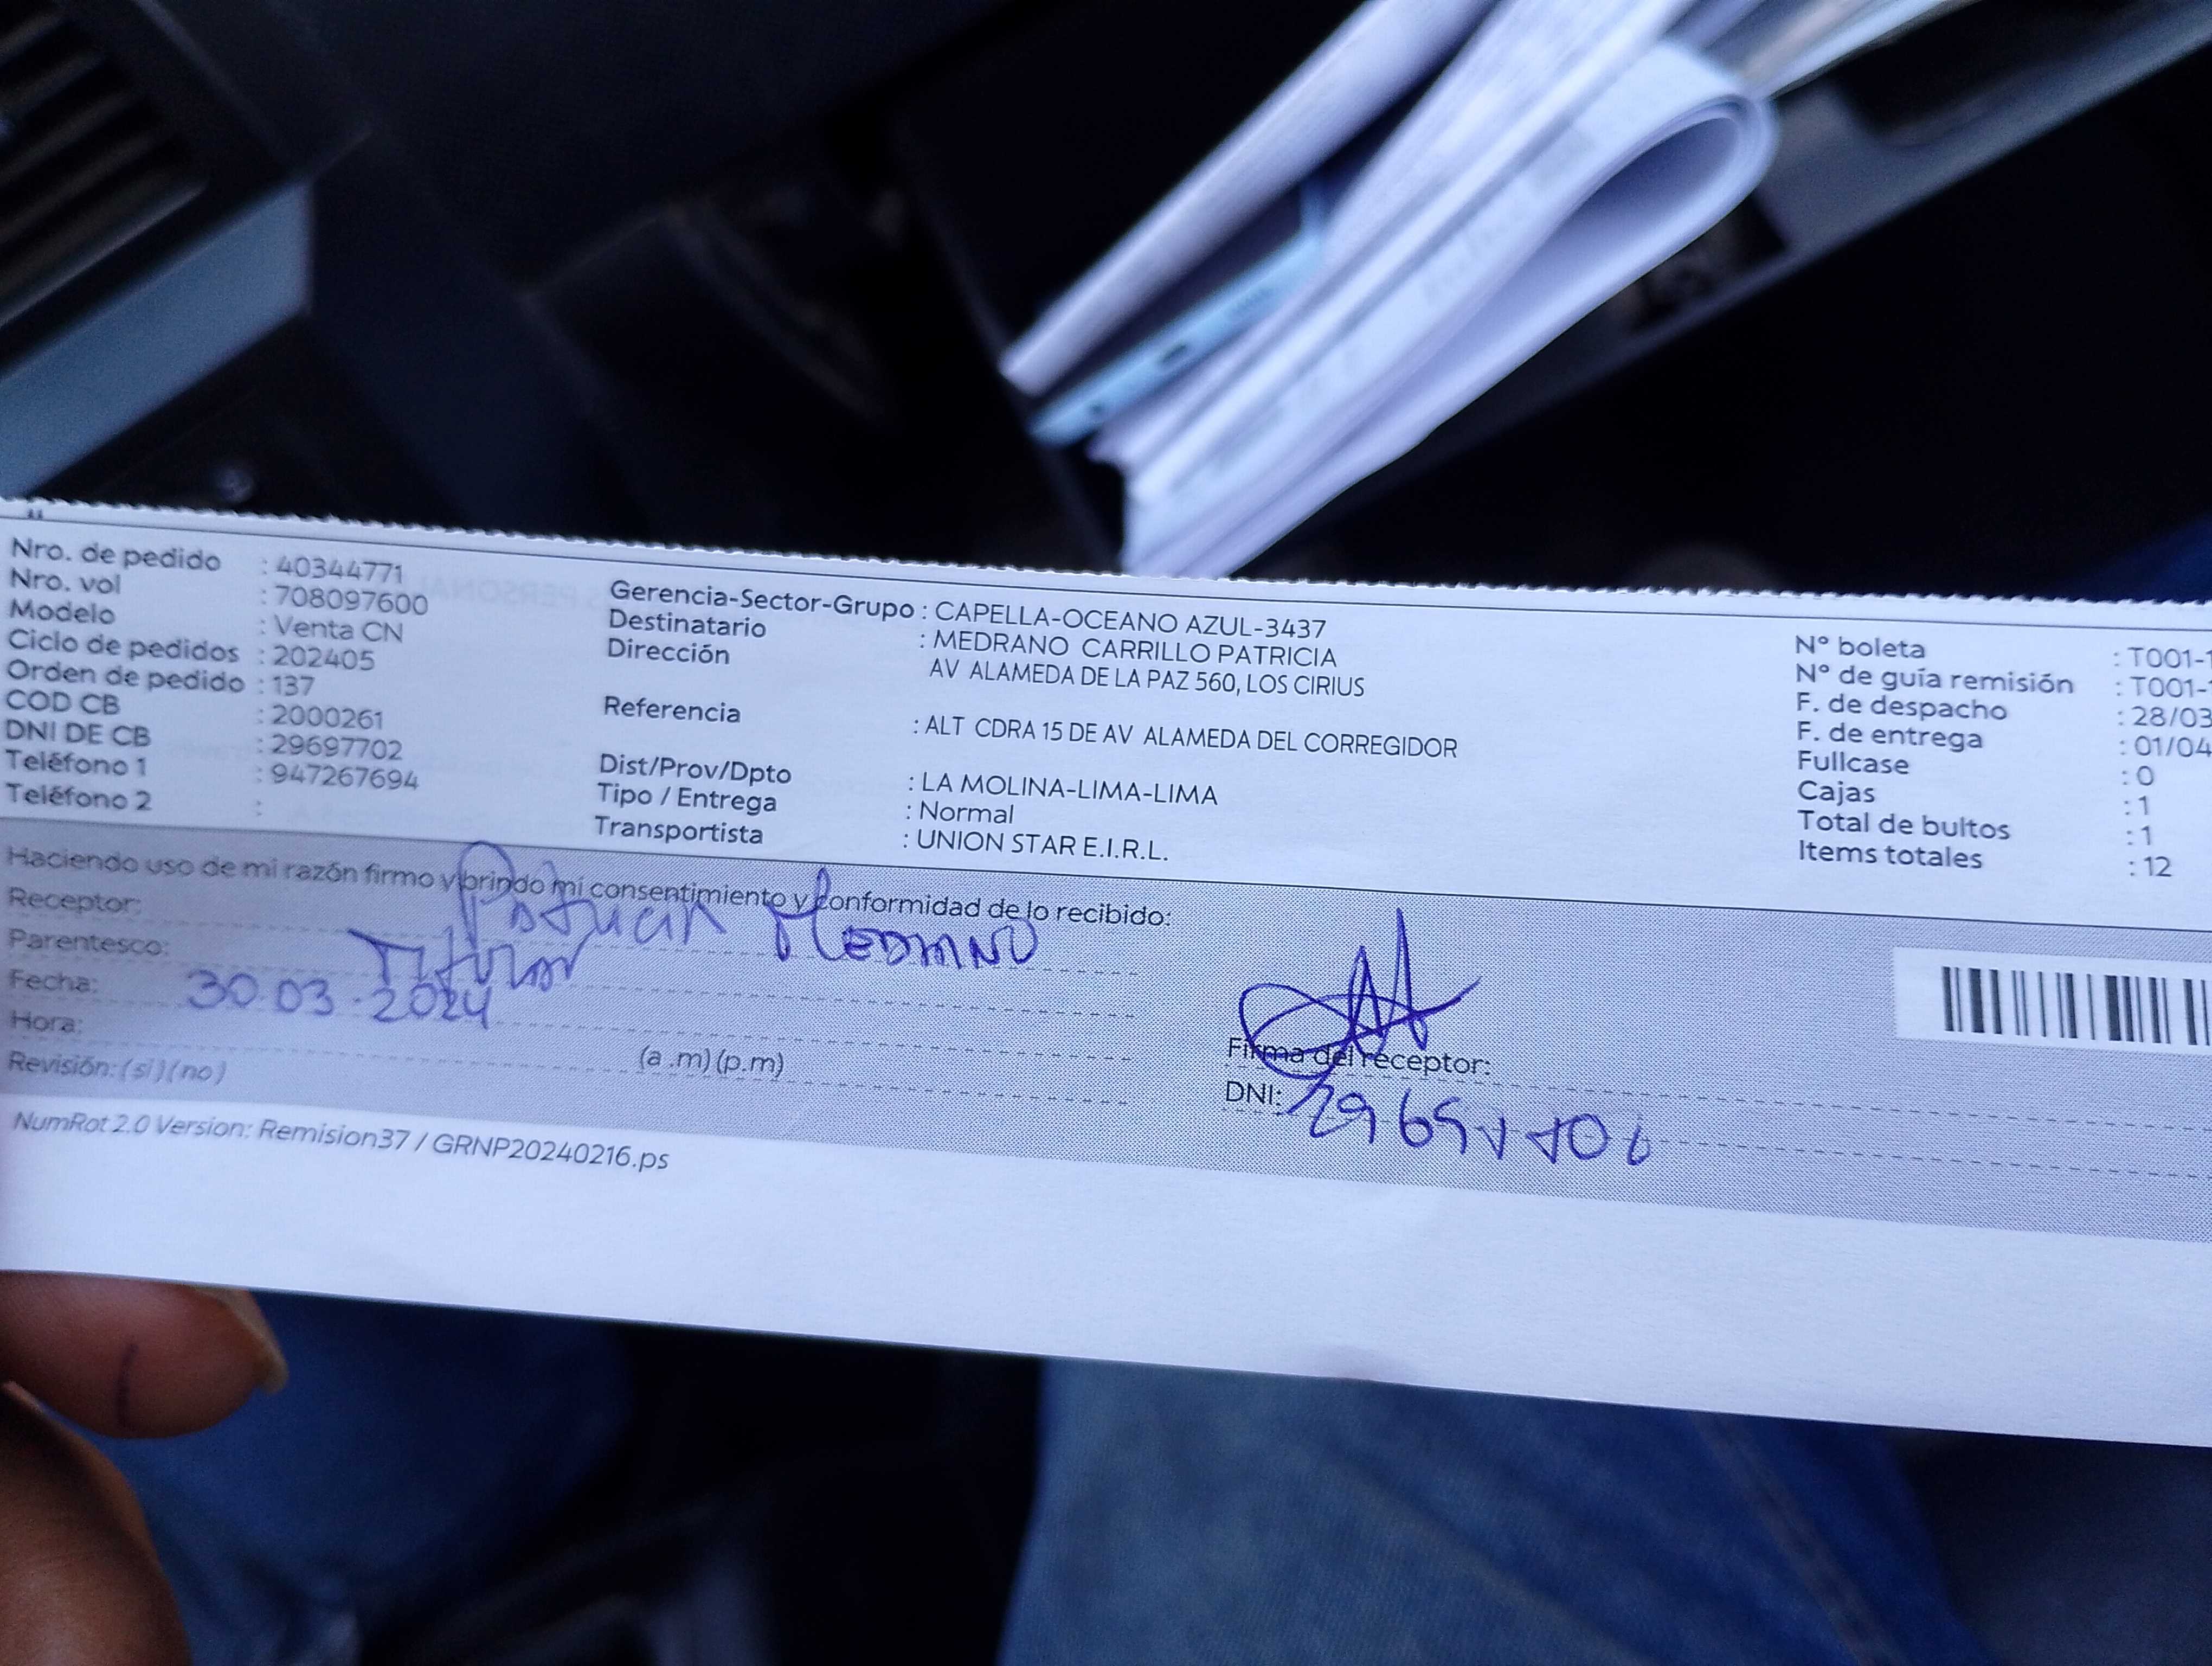 Nro. de pedido : 40344771
Nro. vol : 708097600
Modelo : Venta CN
Ciclo de pedidos : 202405
Orden de pedido : 137
COD CB : 2000261
DNI DE CB : 29697702
Teléfono 1 : 947267694
Teléfono 2 :
Gerencia-Sector-Grupo : CAPELLA-OCEANO AZUL-3437
Destinatario : MEDRANO CARRILLO PATRICIA
Dirección AV ALAMEDA DE LA PAZ 560, LOS CIRIUS
Referencia : ALT CDRA 15 DE AV ALAMEDA DEL CORREGIDOR
Dist/Prov/Dpto : LA MOLINA-LIMA-LIMA
Tipo / Entrega : Normal
Transportista : UNION STAR E.I.R.L.
N° boleta : T001-1
N° de guía remisión : T001-
F. de despacho : 28/03
F. de entrega : 01/04
Fullcase : 0
Cajas : 1
Total de bultos : 1
Items totales : 12
Haciendo uso de mi razón firmo y brindo mi consentimiento y conformidad de lo recibido:
Receptor: Patricia Medrano
Parentesco: Titular
Fecha: 30.03.2024
Hora: (a.m) (p.m)
Revisión: (si) (no)
Firma del receptor:
DNI:
NumRot 2.0 Version: Remision37 / GRNP20240216.ps